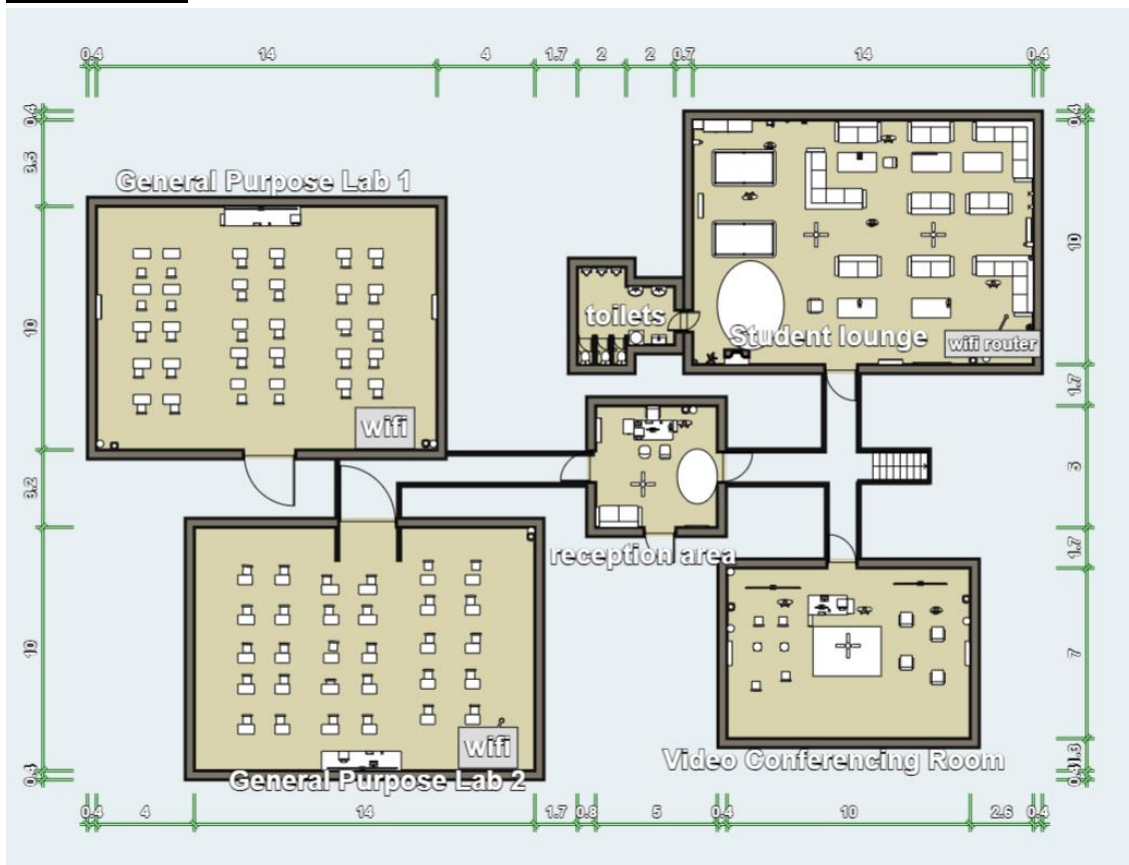 0.4 14 4 1.7 2 2 0.7 14 0.4
0.4
3.5
10
3.2
10
0.4
General Purpose Lab 1
wifi
toilets
Student lounge
wifi router
reception area
wifi
General Purpose Lab 2
Video Conferencing Room
0.4
10
1.7
3
1.7
7
0.4 4 14 1.7 0.8 5 0.4 10 2.6 0.4